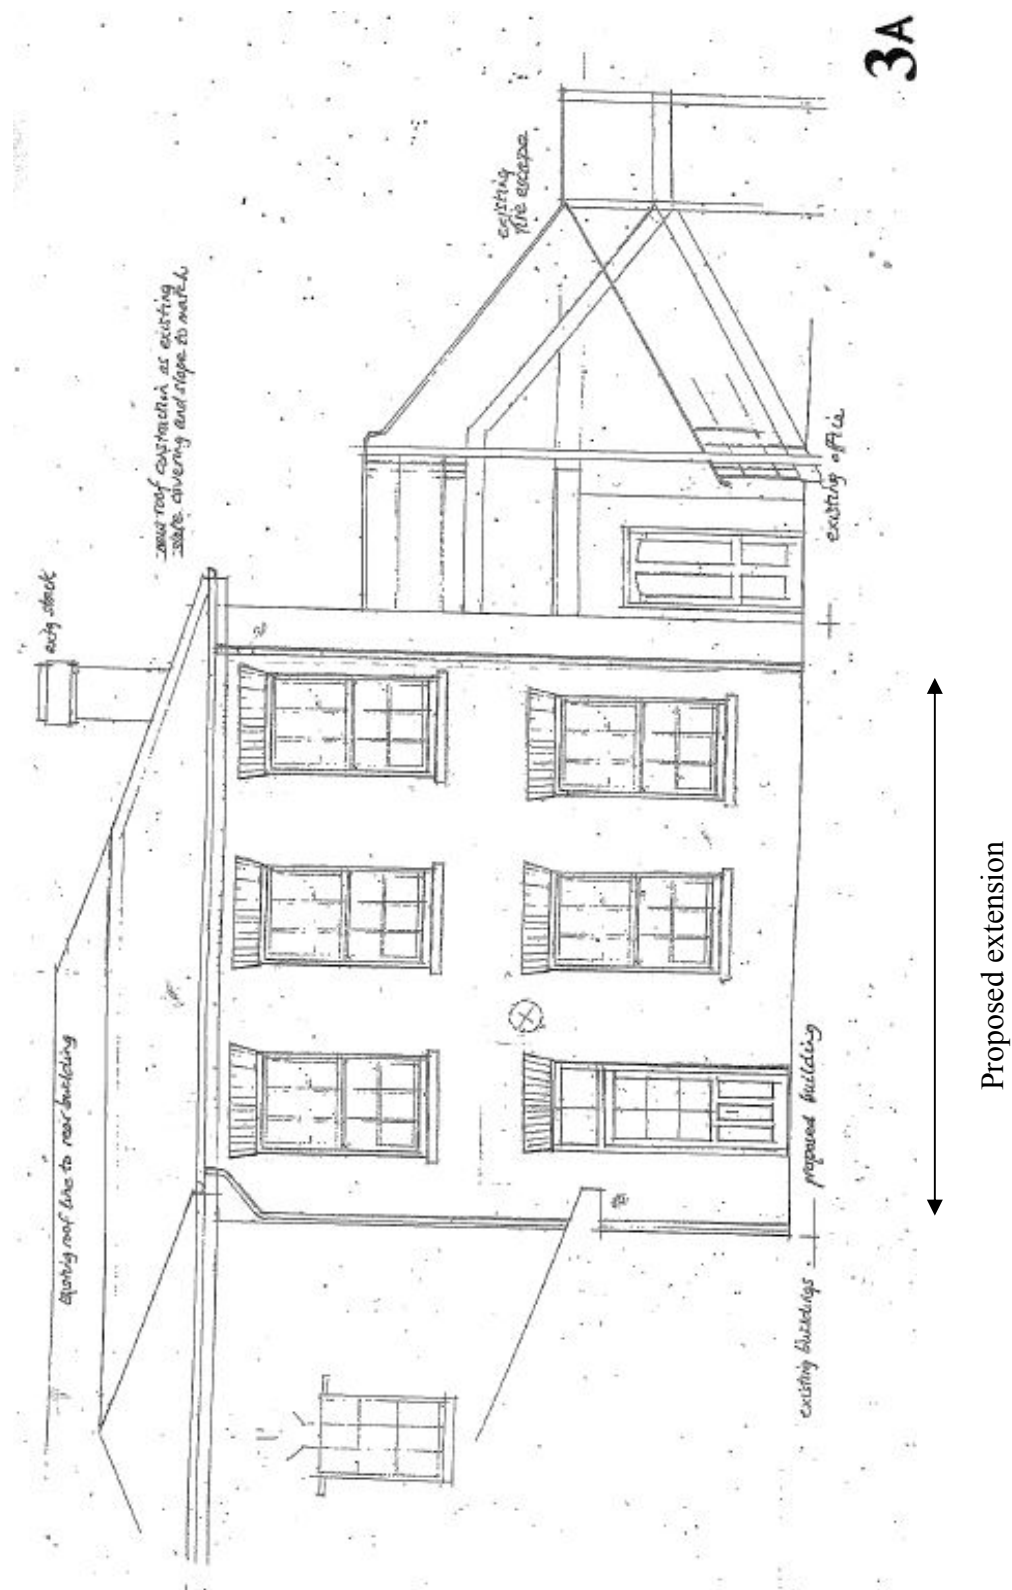 3A
existing
fire escape
new roof construction as existing
slate covering and slope to match
exstg stack
existing roof line to rear building
existing office
existing buildings
proposed building
Proposed extension